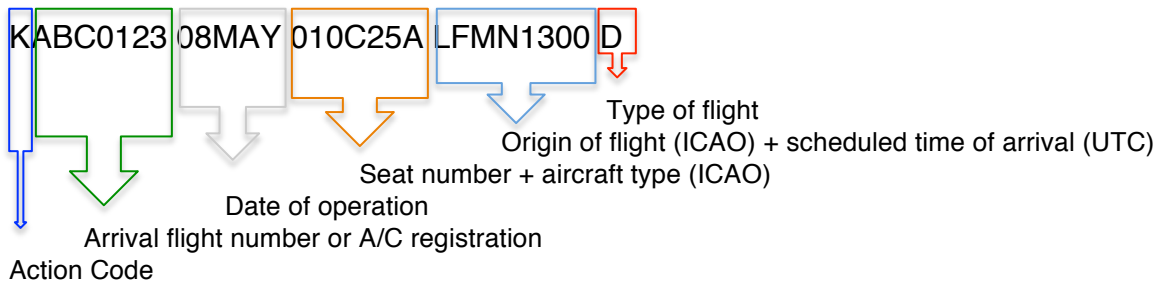 KABC0123 08MAY 010C25A LFMN1300 D
Type of flight
Origin of flight (ICAO) + scheduled time of arrival (UTC)
Seat number + aircraft type (ICAO)
Date of operation
Arrival flight number or A/C registration
Action Code